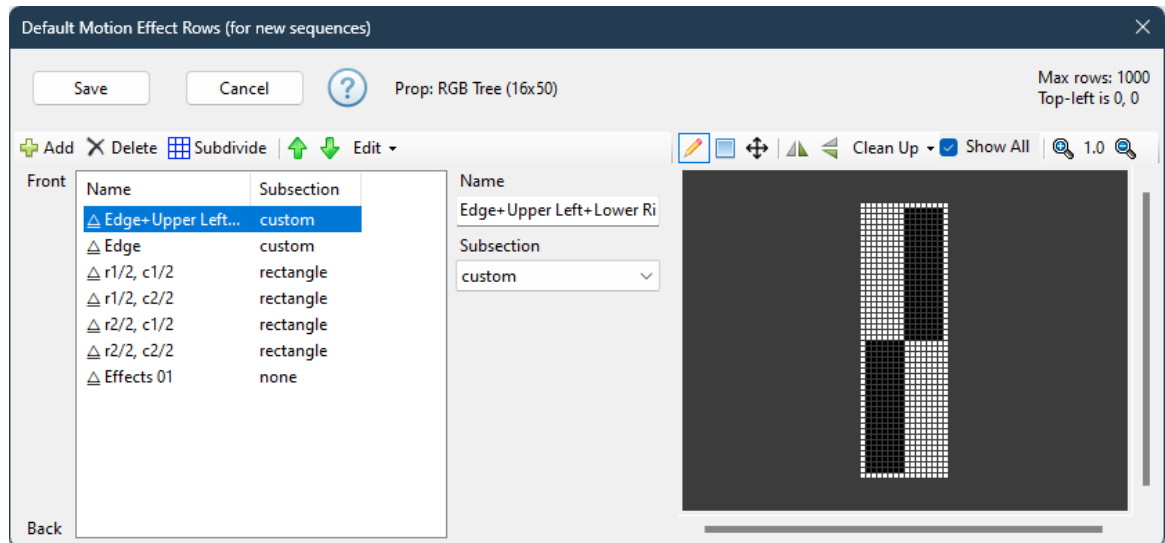 Default Motion Effect Rows (for new sequences)
Save
Cancel
?
Prop: RGB Tree (16x50)
Max rows: 1000
Top-left is 0, 0
Add
Delete
Subdivide
Edit
Clean Up
Show All
1.0
Front
Name Subsection
Edge+Upper Left... custom
Edge custom
r1/2, c1/2 rectangle
r1/2, c2/2 rectangle
r2/2, c1/2 rectangle
r2/2, c2/2 rectangle
Effects 01 none
Back
Name
Edge+Upper Left+Lower Ri
Subsection
custom